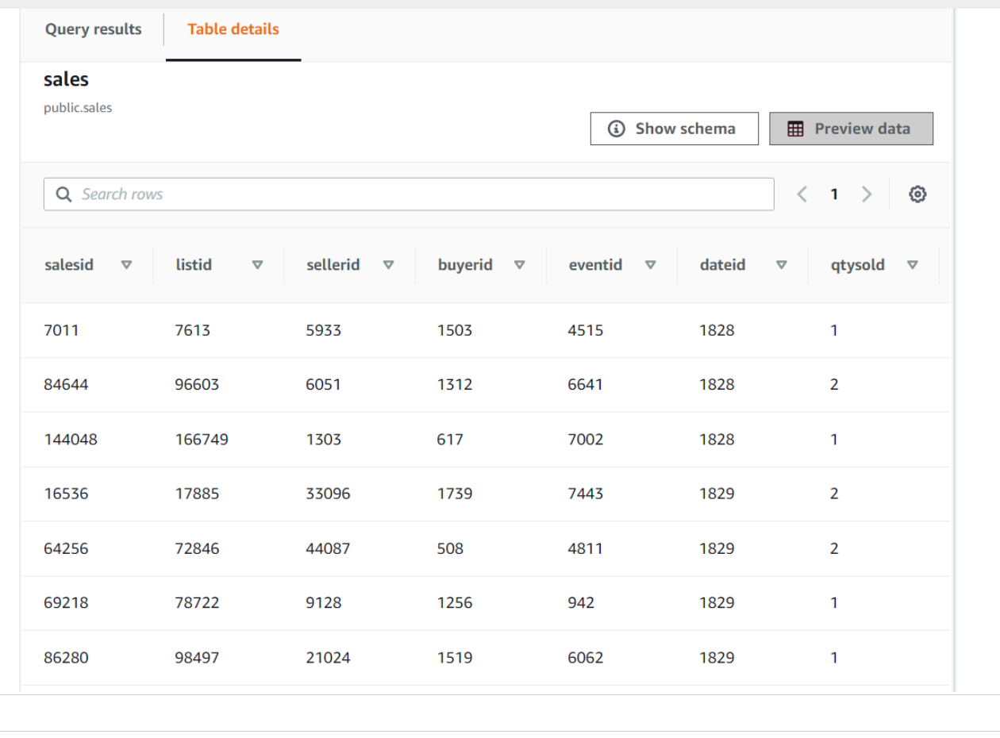 Query results Table details
sales
public.sales
Show schema Preview data
Search rows 1
salesid listid sellerid buyerid eventid dateid qtysold
7011 7613 5933 1503 4515 1828 1
84644 96603 6051 1312 6641 1828 2
144048 166749 1303 617 7002 1828 1
16536 17885 33096 1739 7443 1829 2
64256 72846 44087 508 4811 1829 2
69218 78722 9128 1256 942 1829 1
86280 98497 21024 1519 6062 1829 1